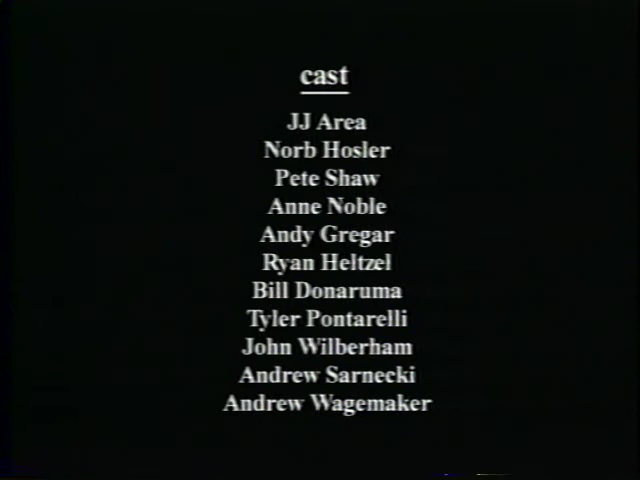 cast
JJ Area
Norb Hosler
Pete Shaw
Anne Noble
Andy Gregar
Ryan Heltzel
Bill Donaruma
Tyler Pontarelli
John Wilberham
Andrew Sarnecki
Andrew Wagemaker